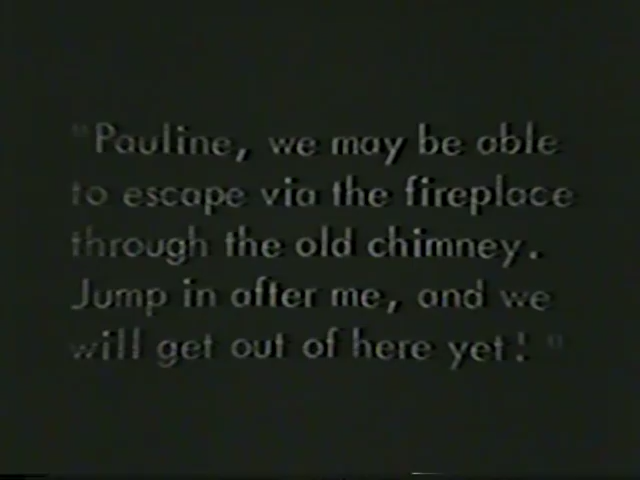 "Pauline, we may be able
to escape via the fireplace
through the old chimney.
Jump in after me, and we
will get out of here yet!"